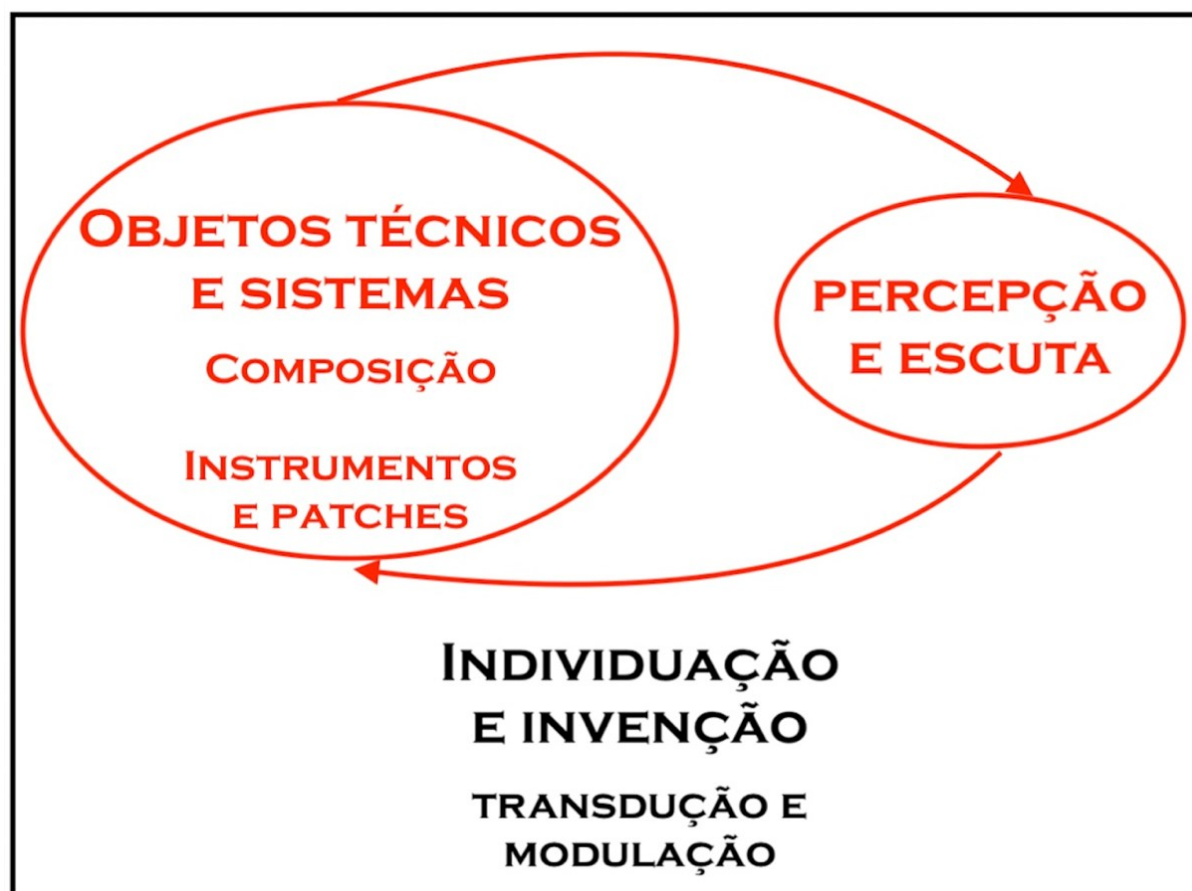 Objetos técnicos
e sistemas
Composição
Instrumentos
e patches
percepção
e escuta
Individuação
e invenção
transdução e
modulação